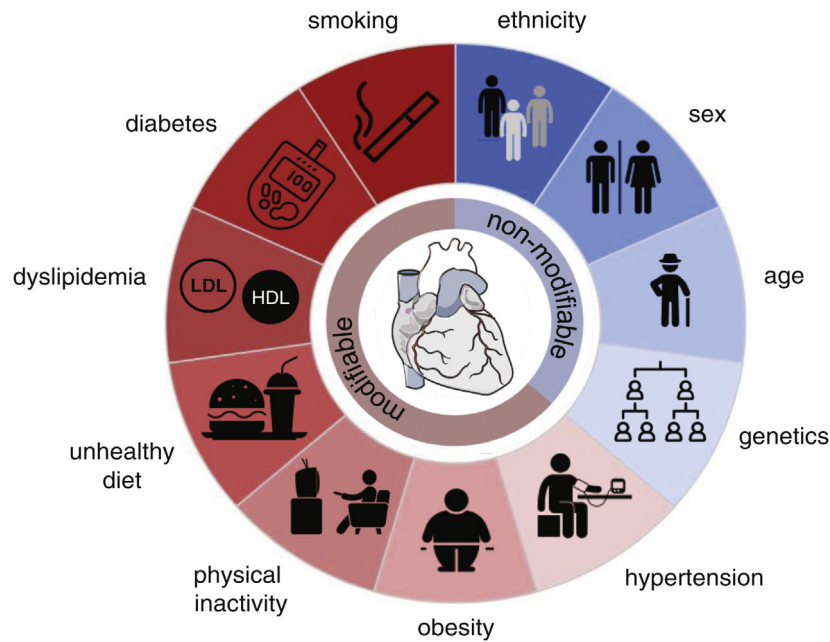 smoking
ethnicity
sex
diabetes
100
non-modifiable
dyslipidemia
LDL
HDL
age
modifiable
unhealthy
diet
genetics
physical
inactivity
hypertension
obesity